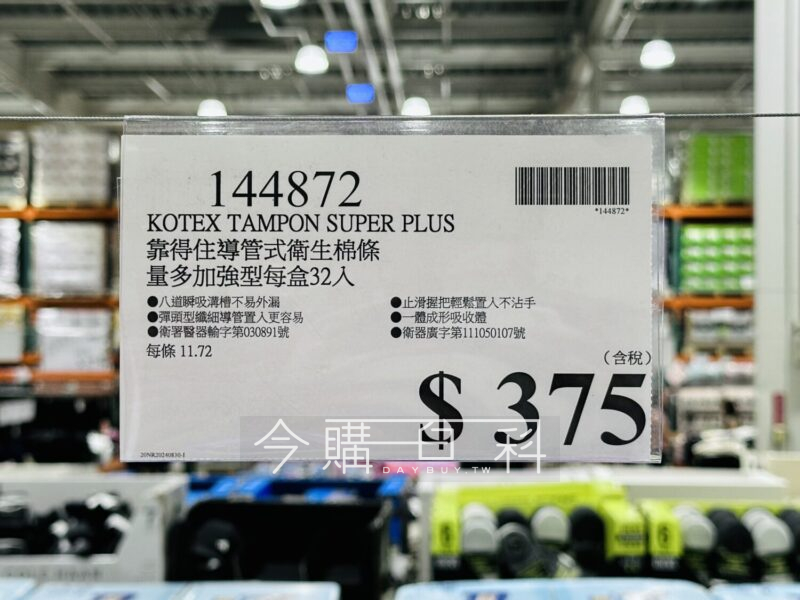 144872
*144872*
KOTEX TAMPON SUPER PLUS
靠得住導管式衛生棉條
量多加強型每盒32入
●八道瞬吸溝槽不易外漏
●止滑握把輕鬆置入不沾手
●彈頭型纖細導管置入更容易
●一體成形吸收體
●衛署醫器輸字第030891號
●衛器廣字第111050107號
每條 11.72
(含稅)
$ 375
今購百科
DAYBUY.TW
20NR20240830-1
6
6